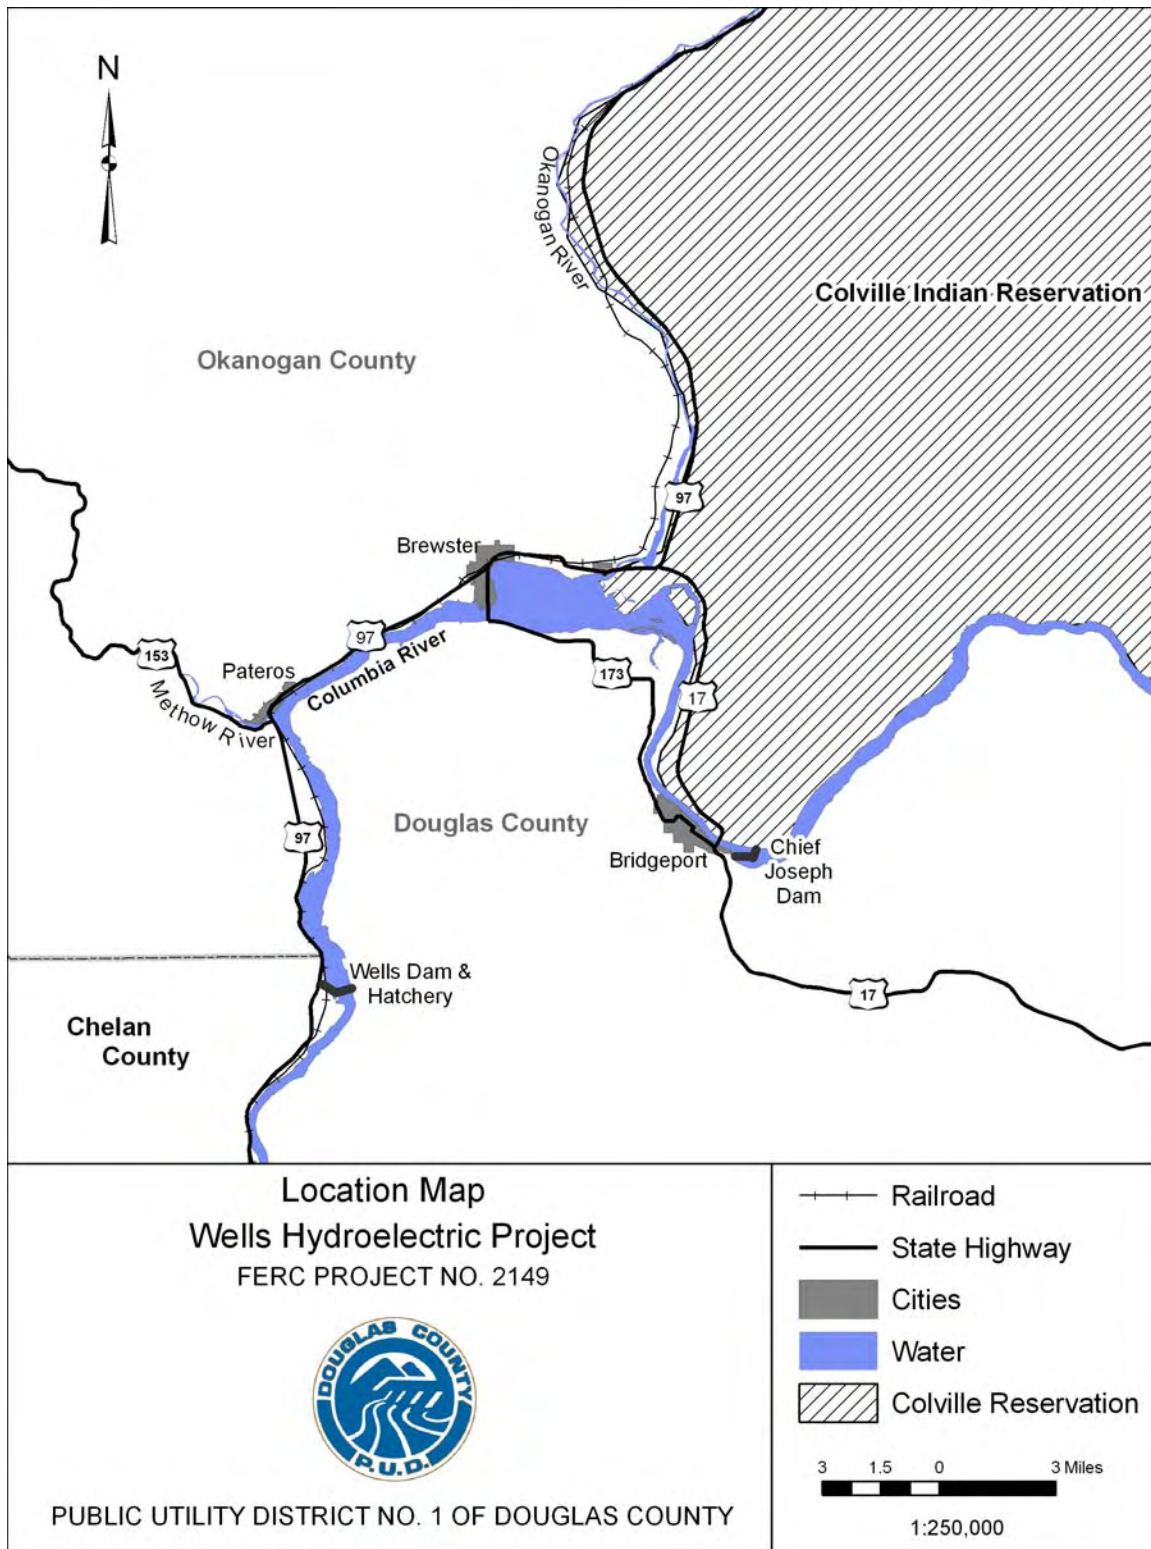 N
Okanogan River
Colville Indian Reservation
Okanogan County
97
Brewster
97
153
Pateros
Columbia River
173
17
Methow River
Douglas County
97
Bridgeport
Chief
Joseph
Dam
Wells Dam &
Hatchery
17
Chelan
County
Location Map
Wells Hydroelectric Project
FERC PROJECT NO. 2149
DOUGLAS COUNTY
P.U.D.
PUBLIC UTILITY DISTRICT NO. 1 OF DOUGLAS COUNTY
Railroad
State Highway
Cities
Water
Colville Reservation
3 1.5 0 3 Miles
1:250,000